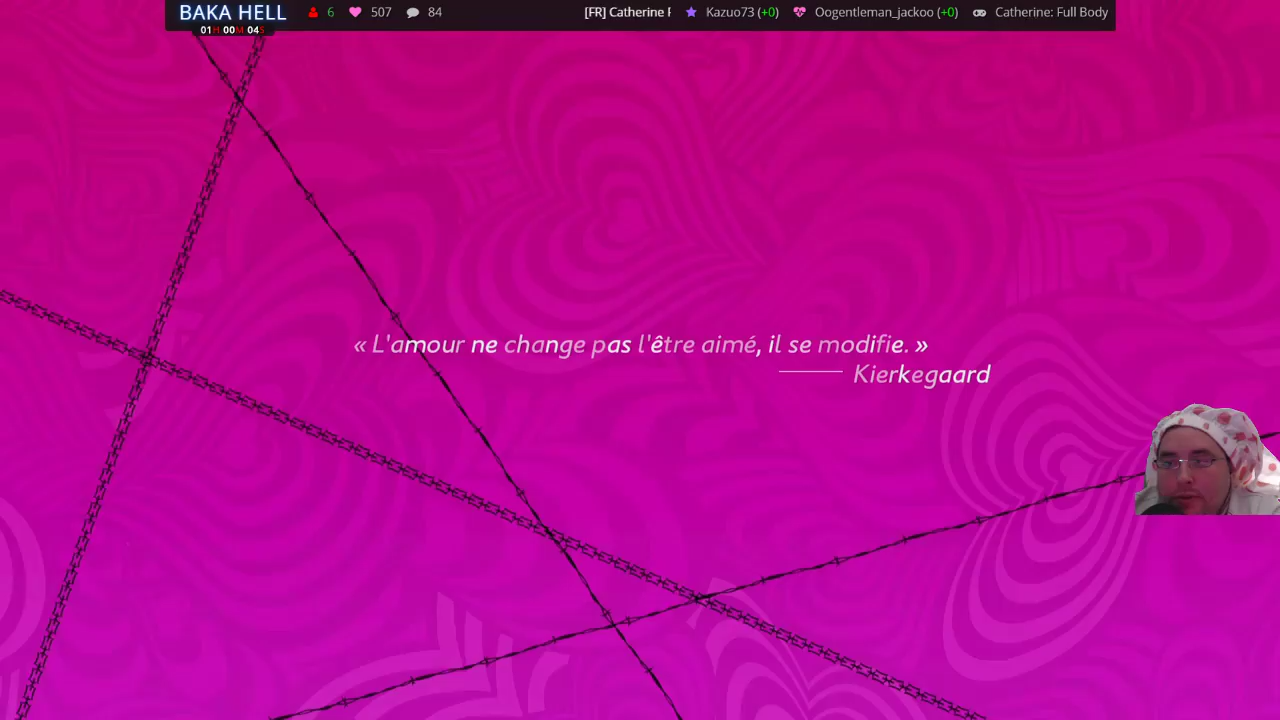 BAKA HELL 6 507 84 [FR] Catherine Kazuo73 (+0) Oogentleman_jackoo (+0) Catherine: Full Body
01H 00M 04S
« L'amour ne change pas l'être aimé, il se modifie. »
Kierkegaard